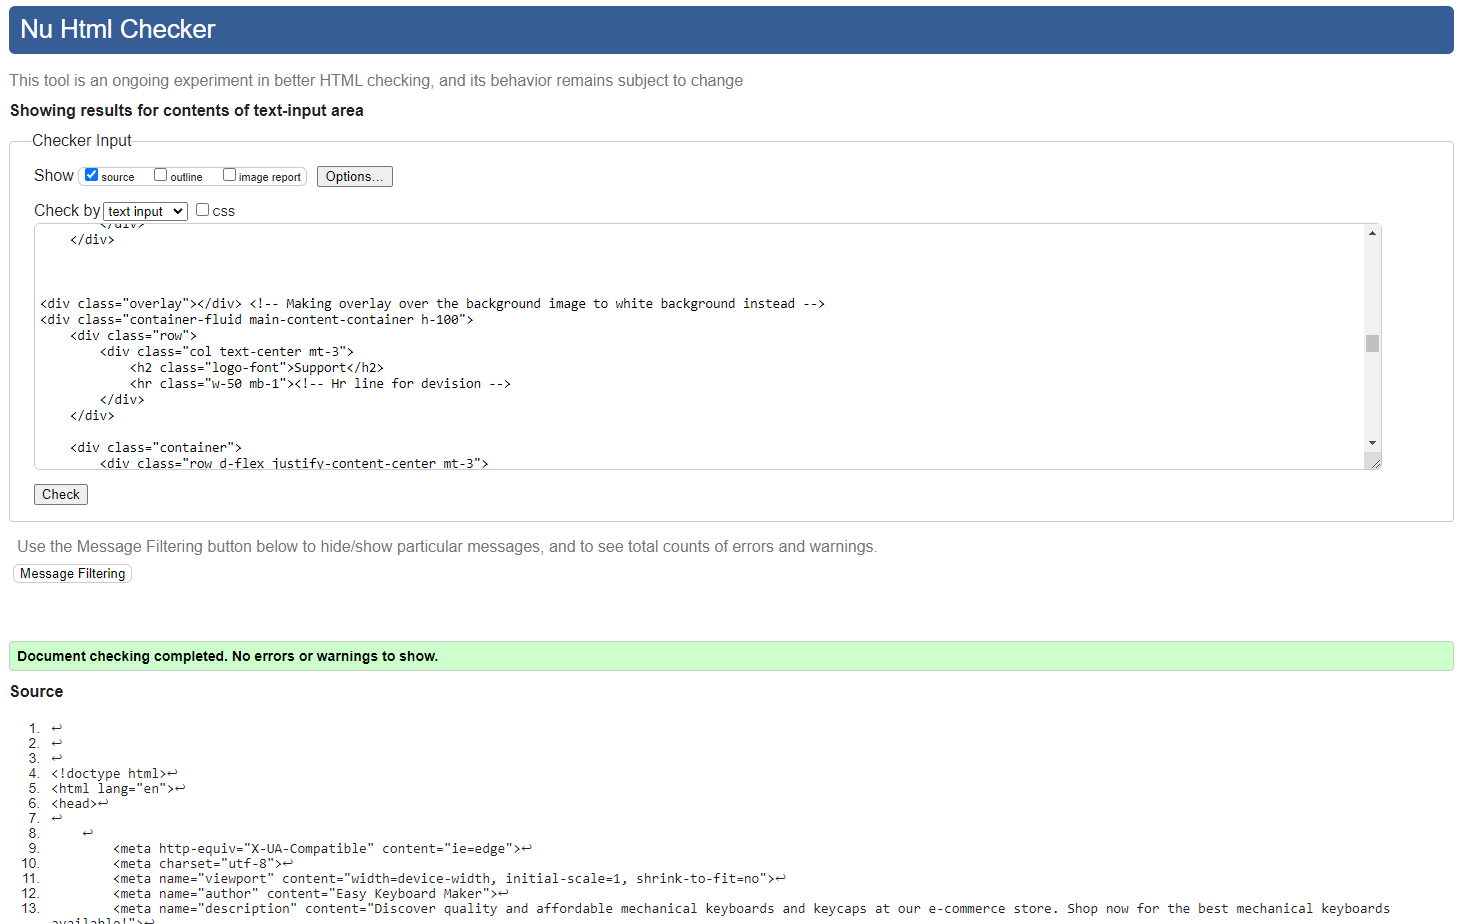 Nu Html Checker
This tool is an ongoing experiment in better HTML checking, and its behavior remains subject to change
Showing results for contents of text-input area
Checker Input
Show source outline image report Options...
Check by text input css
</div>
</div>
<div class="overlay"></div> <!-- Making overlay over the background image to white background instead -->
<div class="container-fluid main-content-container h-100">
<div class="row">
<div class="col text-center mt-3">
<h2 class="logo-font">Support</h2>
<hr class="w-50 mb-1"><!-- Hr line for devision -->
</div>
</div>
<div class="container">
<div class="row d-flex justify-content-center mt-3">
Check
Use the Message Filtering button below to hide/show particular messages, and to see total counts of errors and warnings.
Message Filtering
Document checking completed. No errors or warnings to show.
Source
1. ↩
2. ↩
3. ↩
4. <!doctype html>↩
5. <html lang="en">↩
6. <head>↩
7. ↩
8. ↩
9. <meta http-equiv="X-UA-Compatible" content="ie=edge">↩
10. <meta charset="utf-8">↩
11. <meta name="viewport" content="width=device-width, initial-scale=1, shrink-to-fit=no">↩
12. <meta name="author" content="Easy Keyboard Maker">↩
13. <meta name="description" content="Discover quality and affordable mechanical keyboards and keycaps at our e-commerce store. Shop now for the best mechanical keyboards
available!">↩